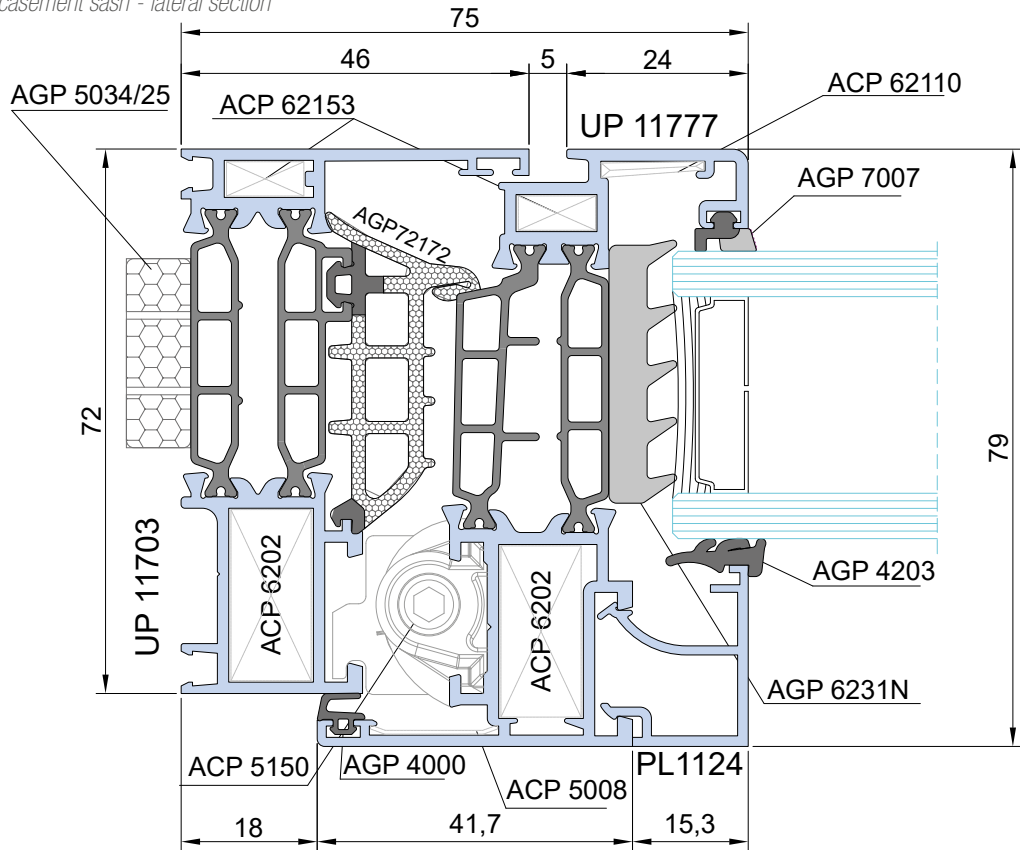 casement sash - lateral section
75
46
5
24
AGP 5034/25
ACP 62153
ACP 62110
UP 11777
AGP 7007
AGP72172
72
79
UP 11703
ACP 6202
ACP 6202
AGP 4203
AGP 6231N
ACP 5150
AGP 4000
ACP 5008
PL1124
18
41,7
15,3